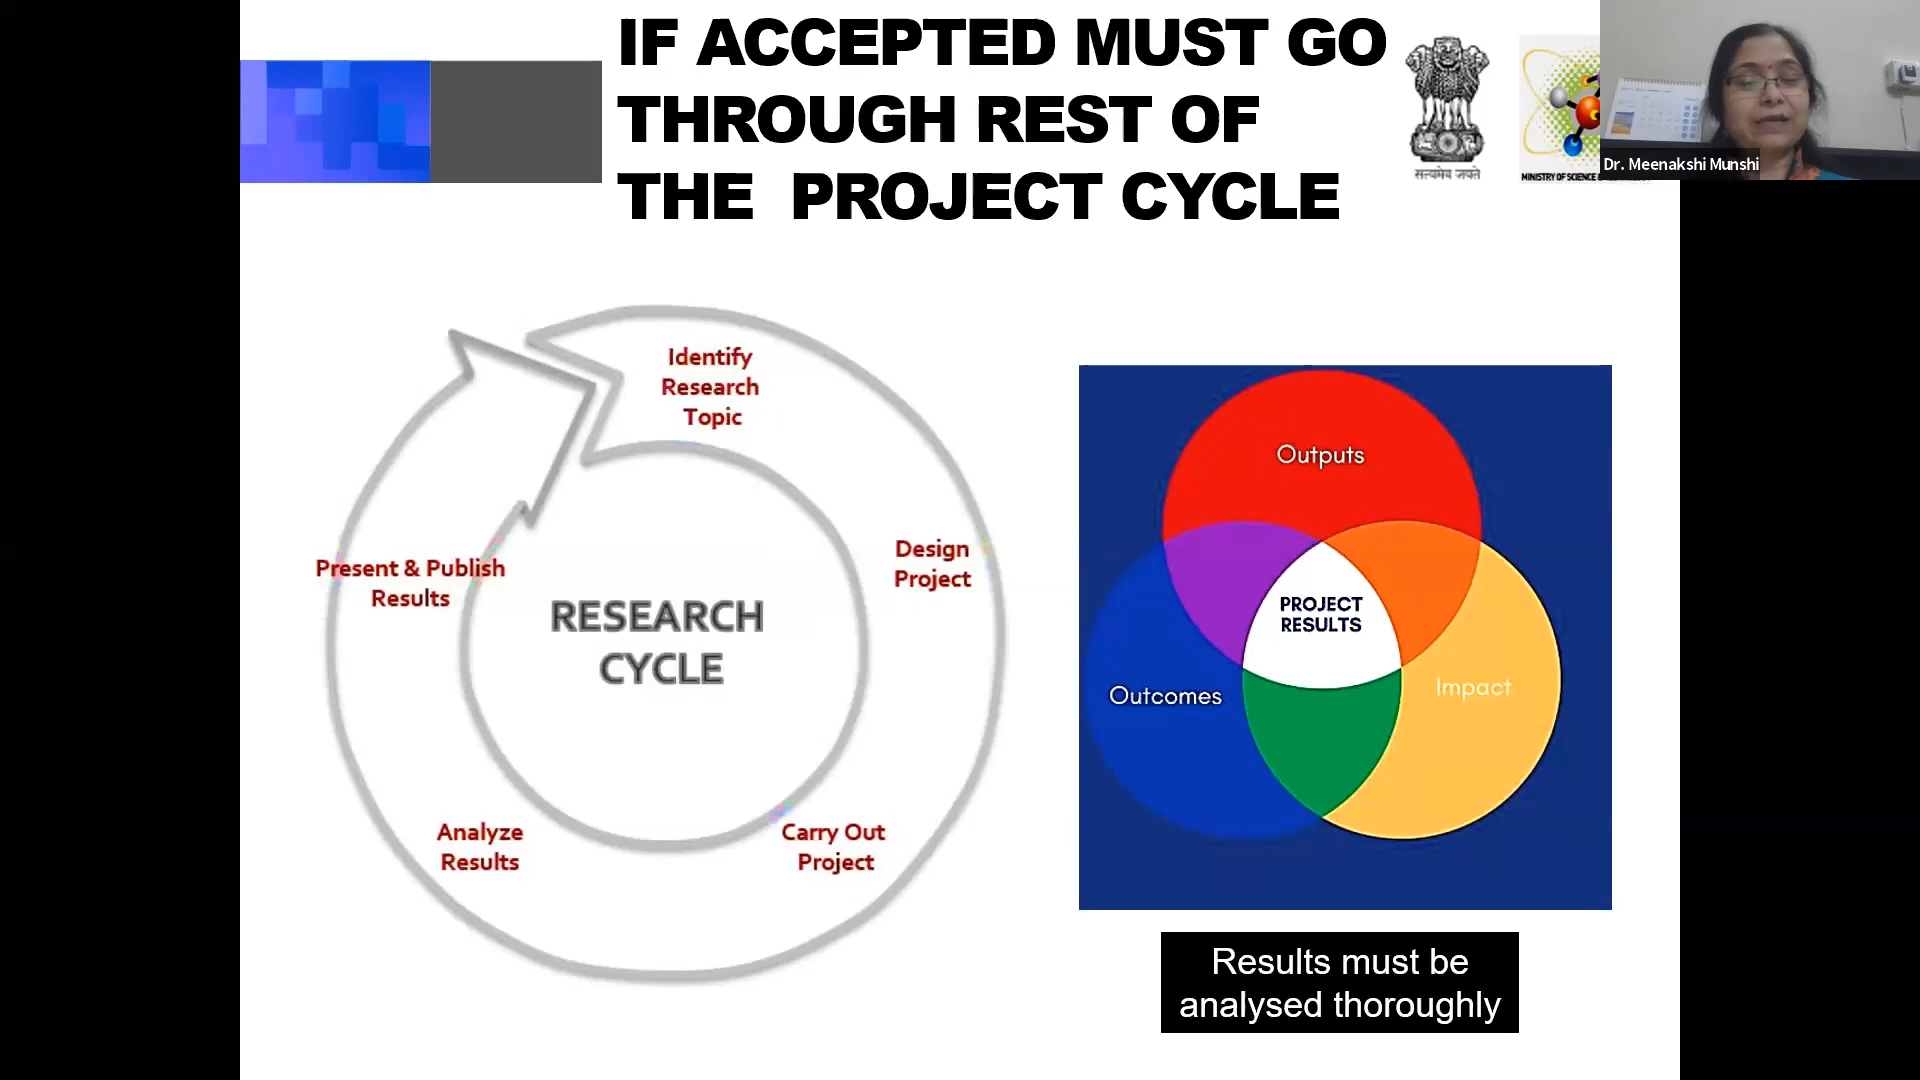 IF ACCEPTED MUST GO
THROUGH REST OF
THE PROJECT CYCLE
सत्यमेव जयते
MINISTRY OF SCIENCE
Dr. Meenakshi Munshi
Identify
Research
Topic
Design
Project
Carry Out
Project
Analyze
Results
Present & Publish
Results
RESEARCH
CYCLE
Outputs
PROJECT
RESULTS
Outcomes
Impact
Results must be
analysed thoroughly